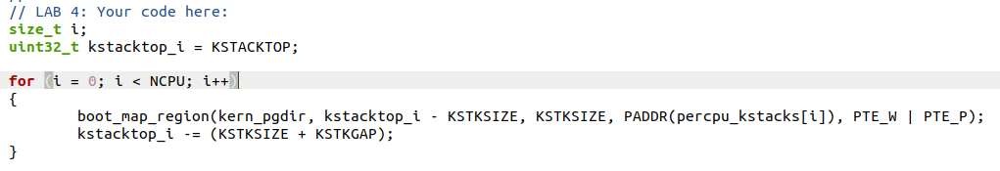 // LAB 4: Your code here:
size_t i;
uint32_t kstacktop_i = KSTACKTOP;
for (i = 0; i < NCPU; i++)
{
boot_map_region(kern_pgdir, kstacktop_i - KSTKSIZE, KSTKSIZE, PADDR(percpu_kstacks[i]), PTE_W | PTE_P);
kstacktop_i -= (KSTKSIZE + KSTKGAP);
}